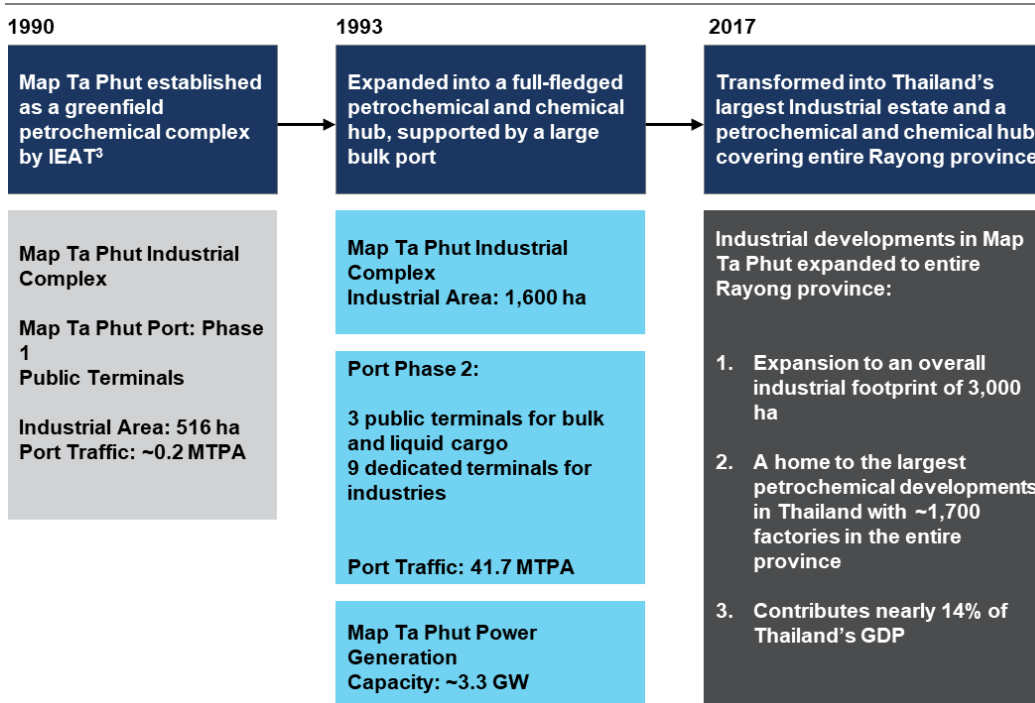 1990
Map Ta Phut established
as a greenfield
petrochemical complex
by IEAT³
Map Ta Phut Industrial
Complex
Map Ta Phut Port: Phase
1
Public Terminals
Industrial Area: 516 ha
Port Traffic: ~0.2 MTPA
1993
Expanded into a full-fledged
petrochemical and chemical
hub, supported by a large
bulk port
Map Ta Phut Industrial
Complex
Industrial Area: 1,600 ha
Port Phase 2:
3 public terminals for bulk
and liquid cargo
9 dedicated terminals for
industries
Port Traffic: 41.7 MTPA
Map Ta Phut Power
Generation
Capacity: ~3.3 GW
2017
Transformed into Thailand’s
largest Industrial estate and a
petrochemical and chemical hub
covering entire Rayong province
Industrial developments in Map
Ta Phut expanded to entire
Rayong province:
1. Expansion to an overall
industrial footprint of 3,000
ha
2. A home to the largest
petrochemical developments
in Thailand with ~1,700
factories in the entire
province
3. Contributes nearly 14% of
Thailand’s GDP